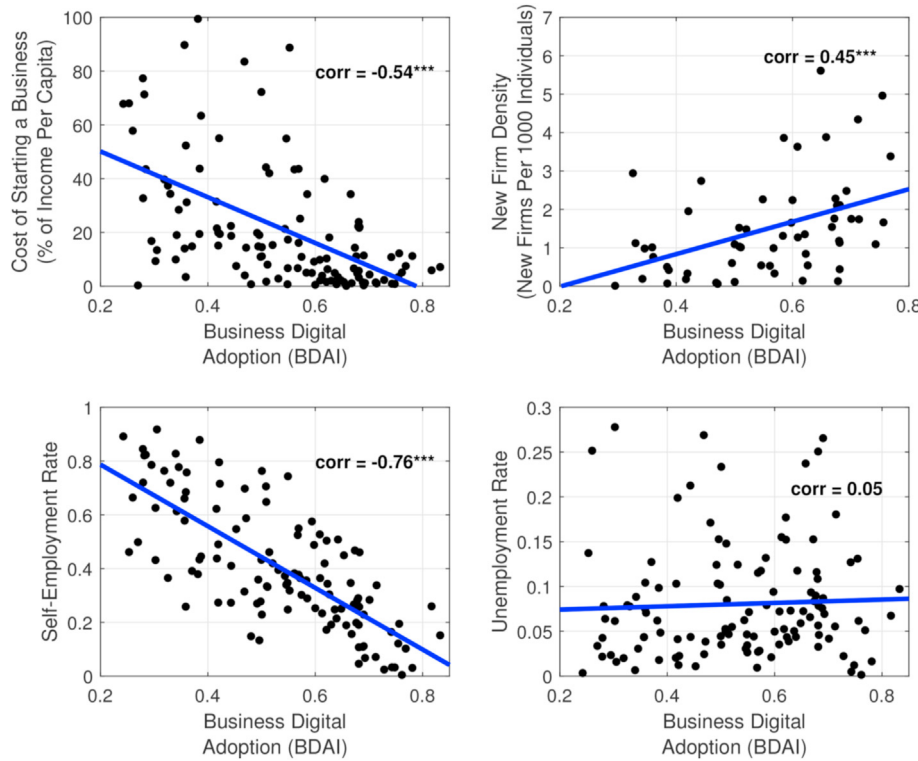 Cost of Starting a Business
(% of Income Per Capita)
100
80
60
40
20
0
corr = -0.54***
0.2 0.4 0.6 0.8
Business Digital
Adoption (BDAI)
New Firm Density
(New Firms Per 1000 Individuals)
7
6
5
4
3
2
1
0
corr = 0.45***
0.2 0.4 0.6 0.8
Business Digital
Adoption (BDAI)
Self-Employment Rate
1
0.8
0.6
0.4
0.2
0
corr = -0.76***
0.2 0.4 0.6 0.8
Business Digital
Adoption (BDAI)
Unemployment Rate
0.3
0.25
0.2
0.15
0.1
0.05
0
corr = 0.05
0.2 0.4 0.6 0.8
Business Digital
Adoption (BDAI)